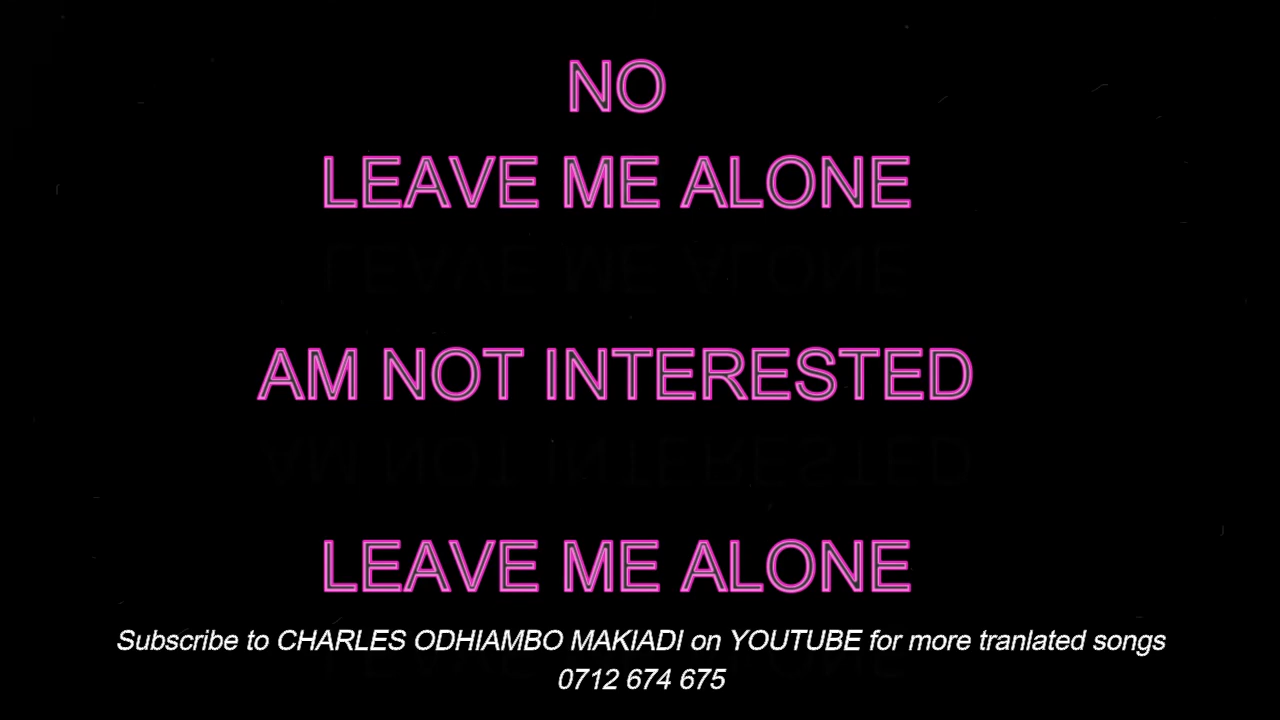 NO
LEAVE ME ALONE
AM NOT INTERESTED
LEAVE ME ALONE
Subscribe to CHARLES ODHIAMBO MAKIADI on YOUTUBE for more tranlated songs
0712 674 675